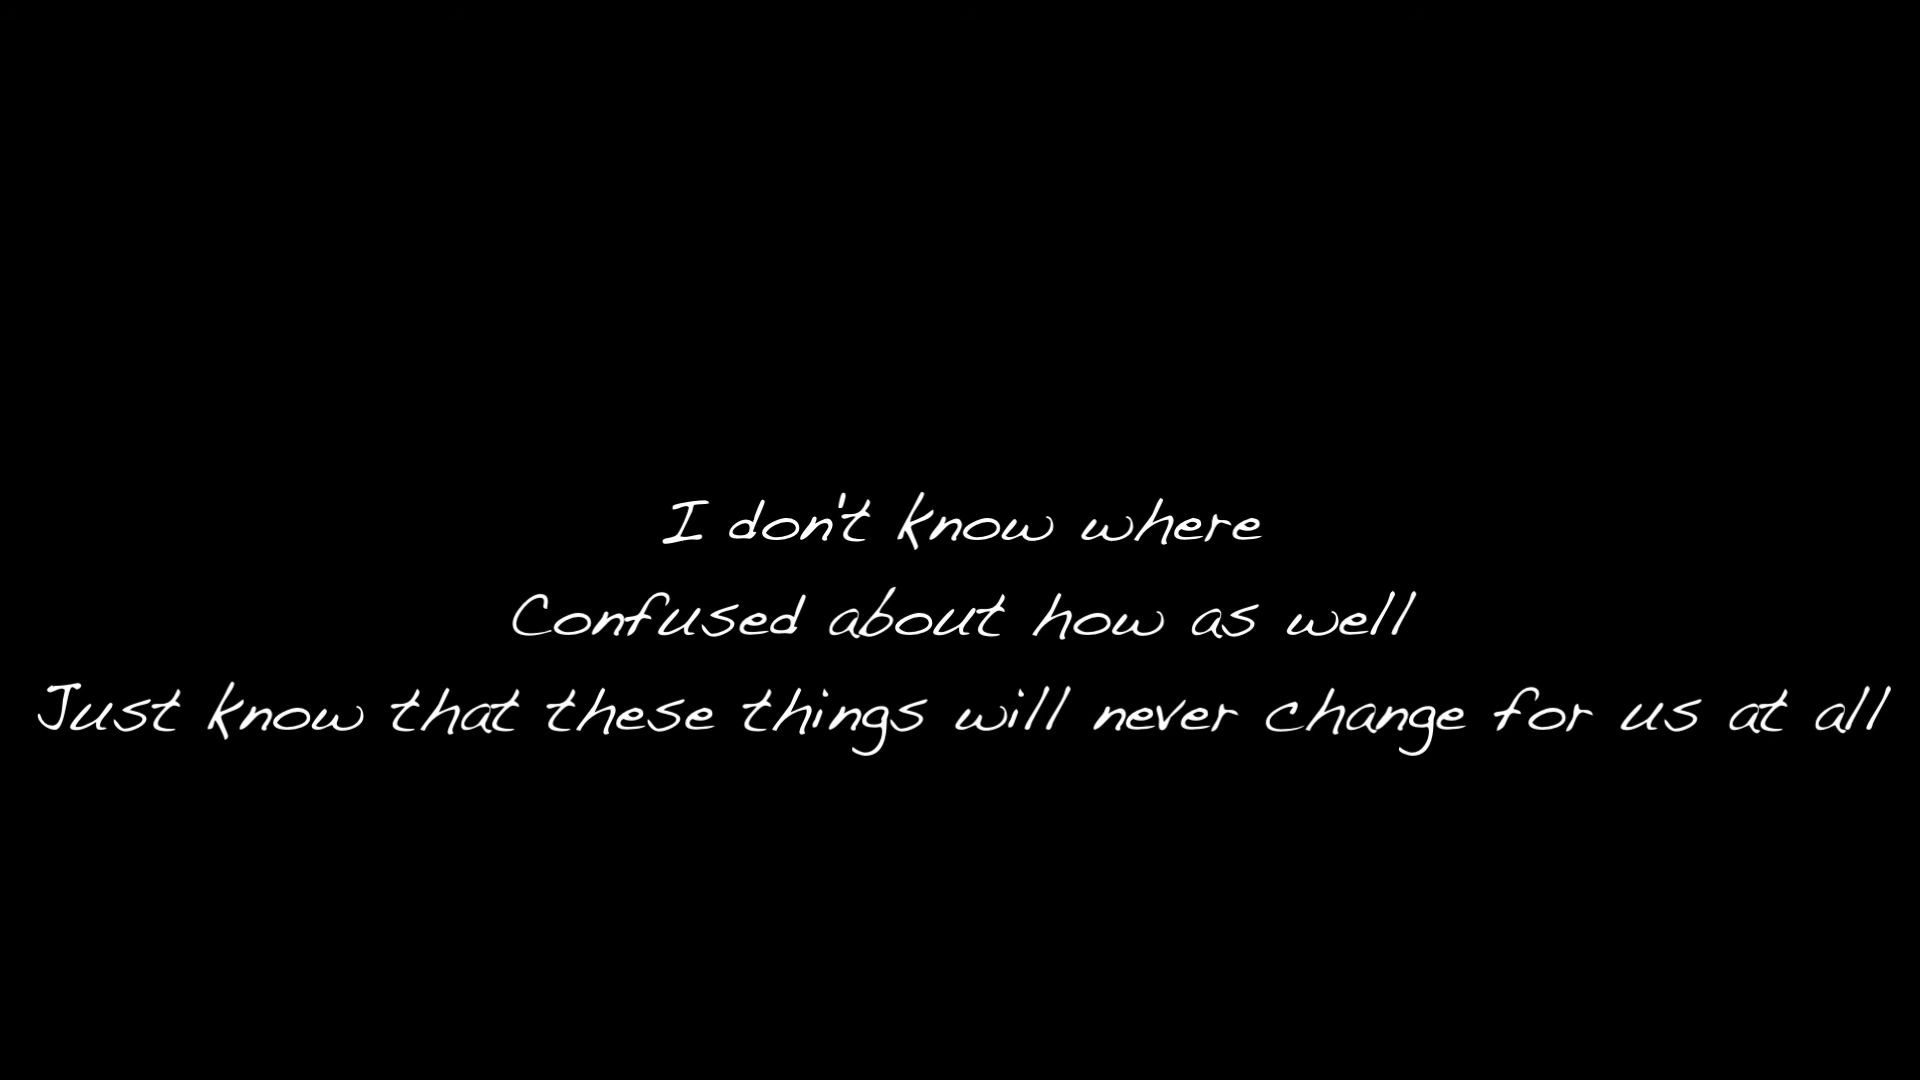 I don't know where
Confused about how as well
Just know that these things will never change for us at all